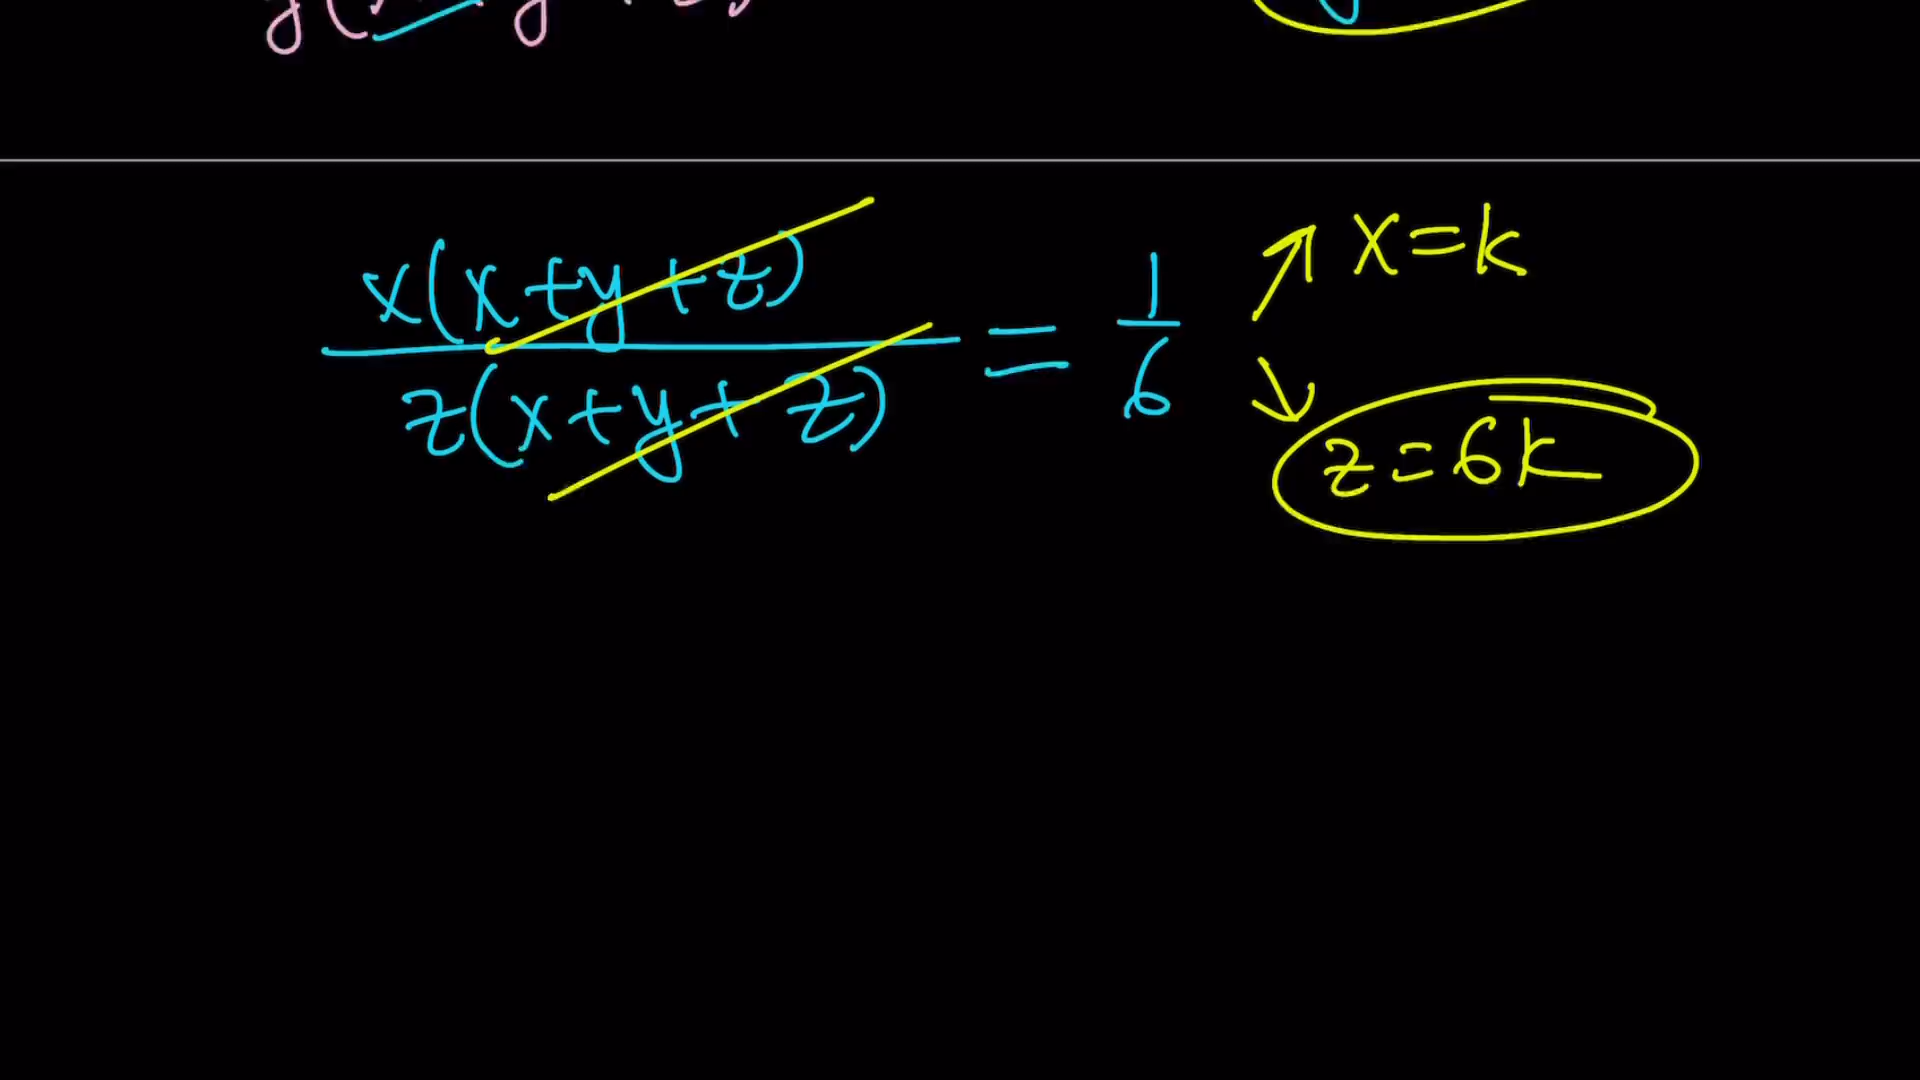 x(x+y+z)
z(x+y+z)
= 1/6
x=k
z=6k